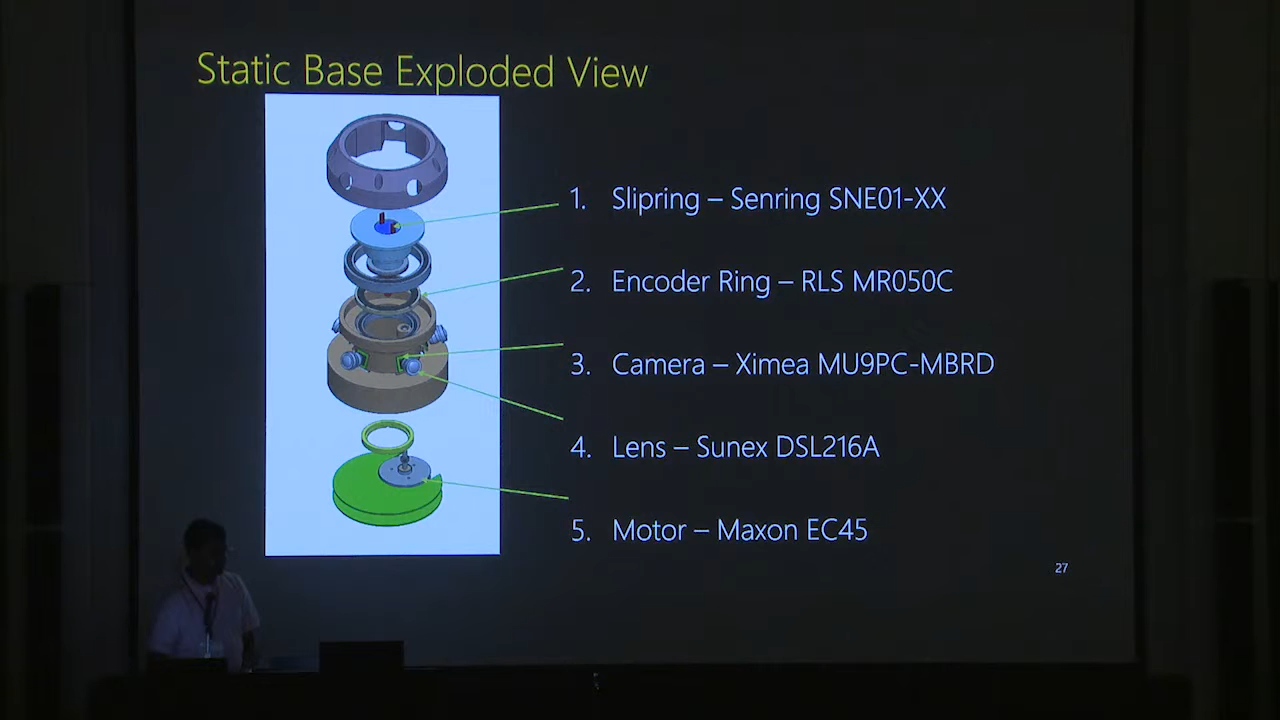 Static Base Exploded View
1. Slipring – Senring SNE01-XX
2. Encoder Ring – RLS MR050C
3. Camera – Ximea MU9PC-MBRD
4. Lens – Sunex DSL216A
5. Motor – Maxon EC45
27